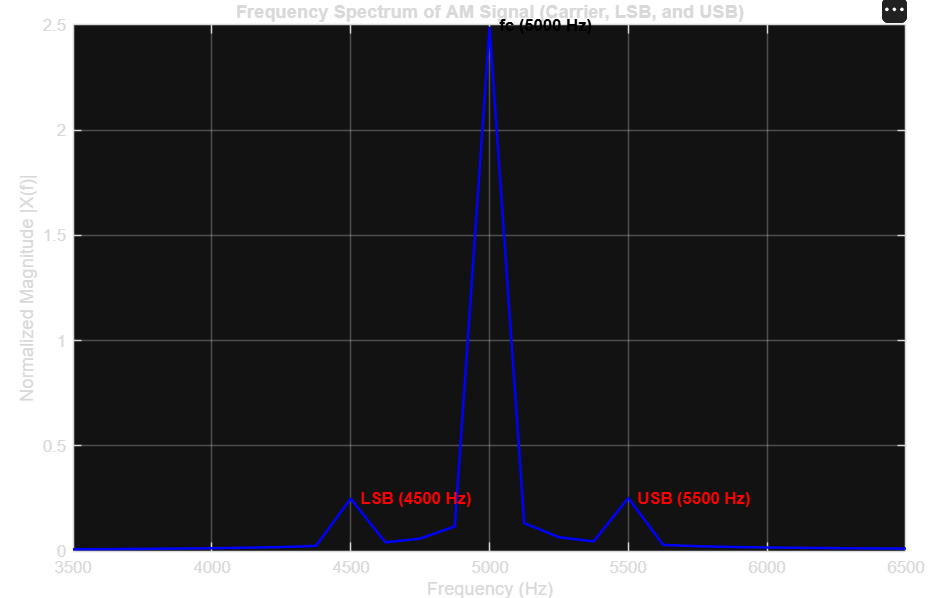 Frequency Spectrum of AM Signal (Carrier, LSB, and USB)
fc (5000 Hz)
2.5
2
1.5
1
0.5
0
Normalized Magnitude |X(f)|
LSB (4500 Hz)
USB (5500 Hz)
3500 4000 4500 5000 5500 6000 6500
Frequency (Hz)